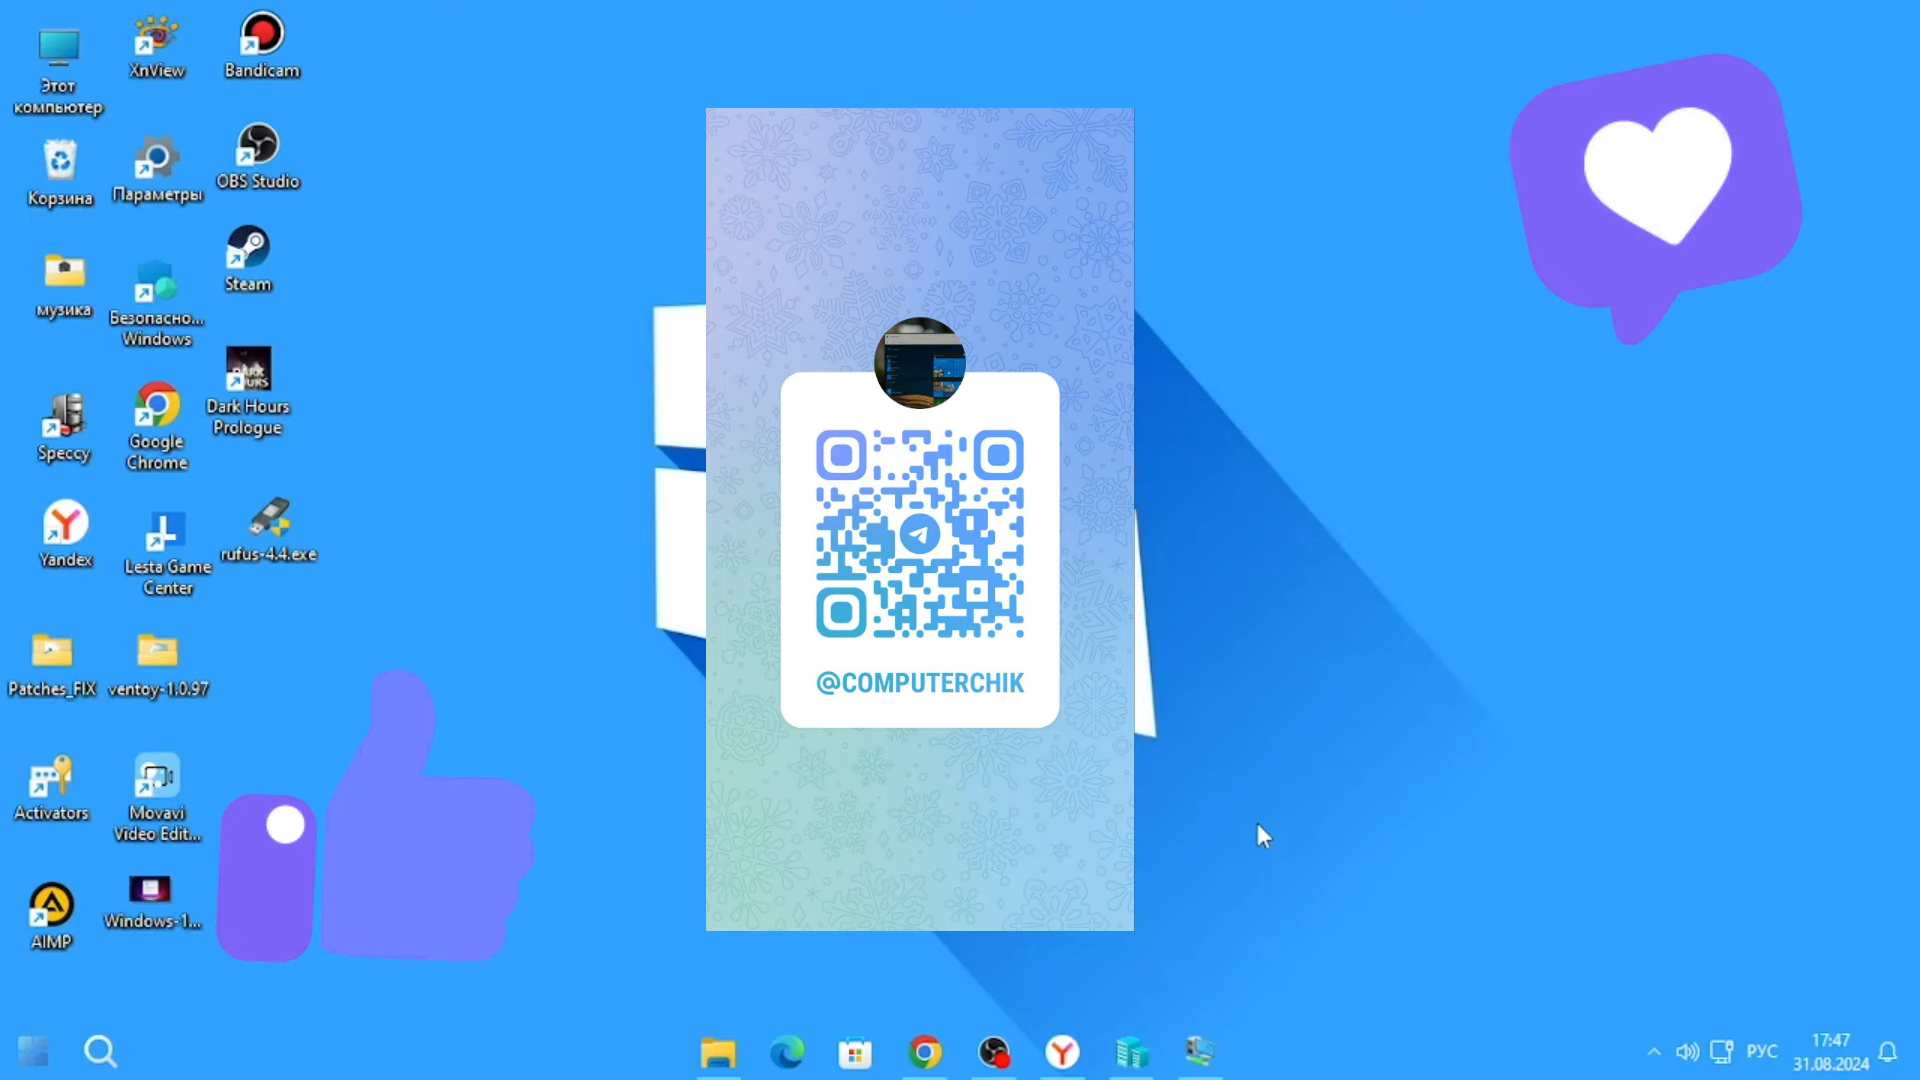 Этот
компьютер
XnView
Bandicam
Корзина
Параметры
OBS Studio
музика
Безопасно...
Windows
Steam
Speccy
Google
Chrome
Dark Hours
Prologue
Yandex
Lesta Game
Center
rufus-4.4.exe
Patches_FIX
ventoy-1.0.97
Activators
Movavi
Video Edit...
AIMP
Windows-1...
@COMPUTERCHIK
РУС
17:47
31.08.2024